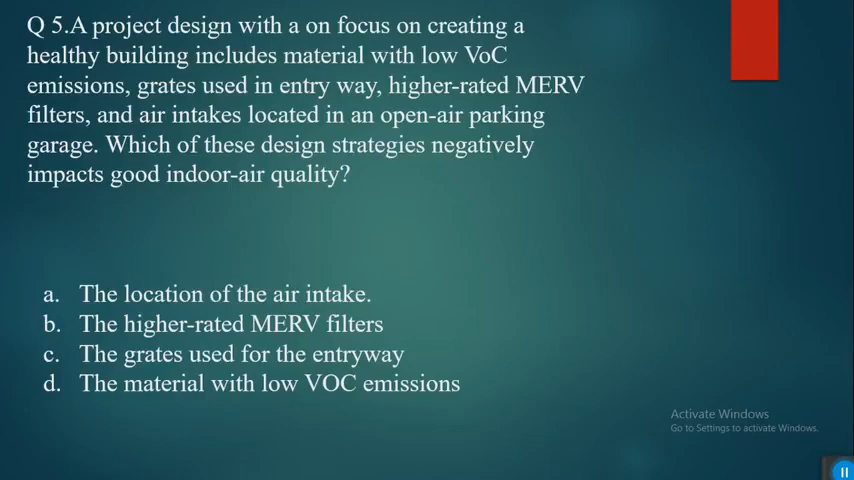 Q 5.A project design with a on focus on creating a
healthy building includes material with low VoC
emissions, grates used in entry way, higher-rated MERV
filters, and air intakes located in an open-air parking
garage. Which of these design strategies negatively
impacts good indoor-air quality?
a. The location of the air intake.
b. The higher-rated MERV filters
c. The grates used for the entryway
d. The material with low VOC emissions
Activate Windows
Go to Settings to activate Windows.